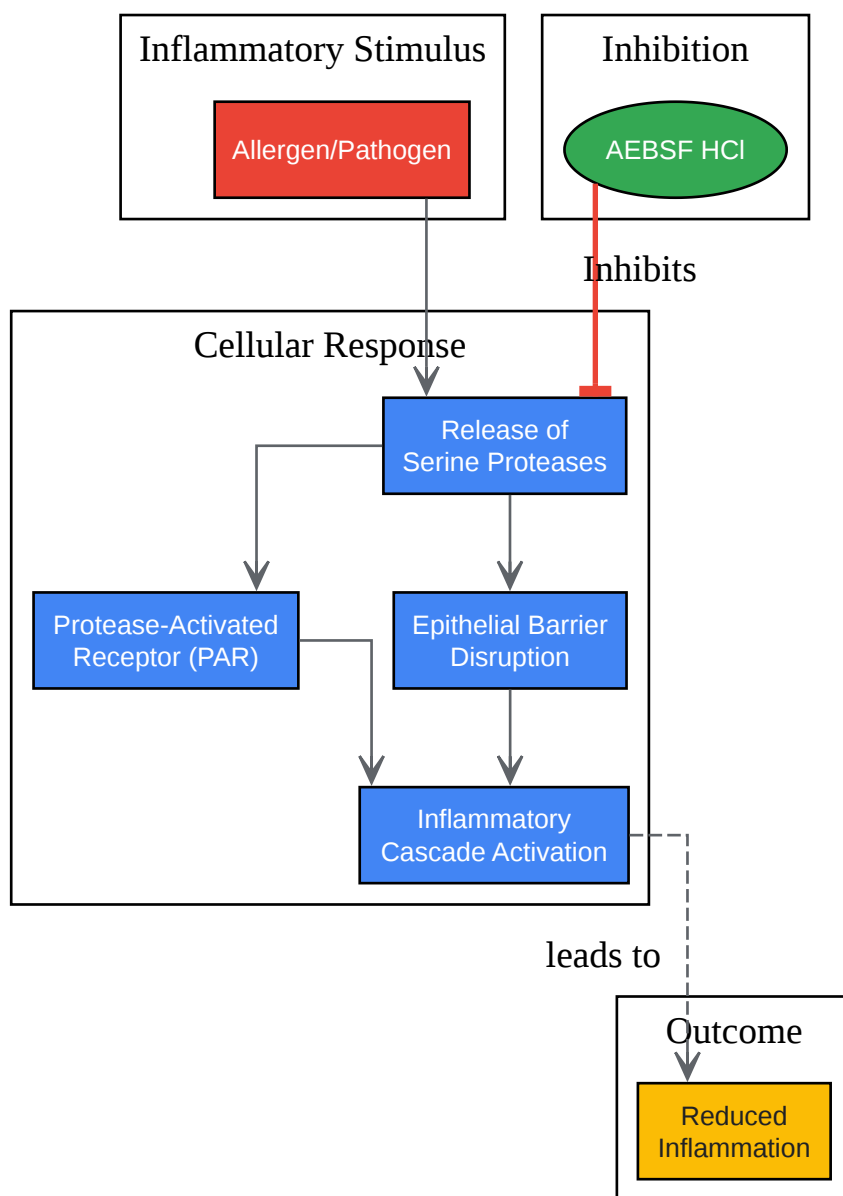 Inflammatory Stimulus
Inhibition
Allergen/Pathogen
AEBSF HCl
Inhibits
Cellular Response
Release of
Serine Proteases
Protease-Activated
Receptor (PAR)
Epithelial Barrier
Disruption
Inflammatory
Cascade Activation
leads to
Outcome
Reduced
Inflammation